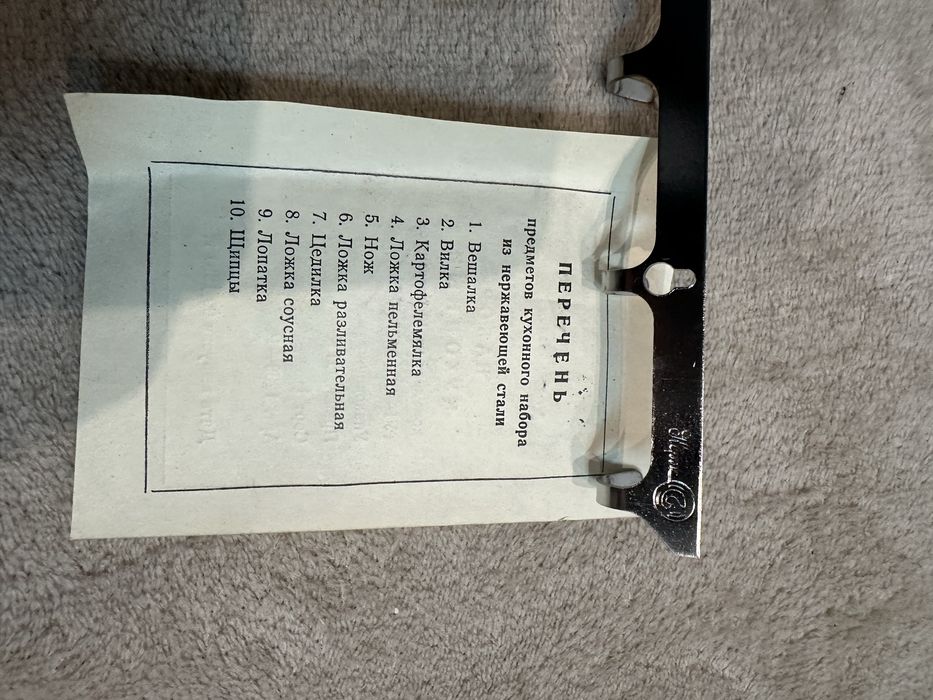 ПЕРЕЧЕНЬ
предметов кухонного набора
из нержавеющей стали
1. Вешалка
2. Вилка
3. Картофелемялка
4. Ложка пельменная
5. Нож
6. Ложка разливательная
7. Цедилка
8. Ложка соусная
9. Лопатка
10. Щипцы